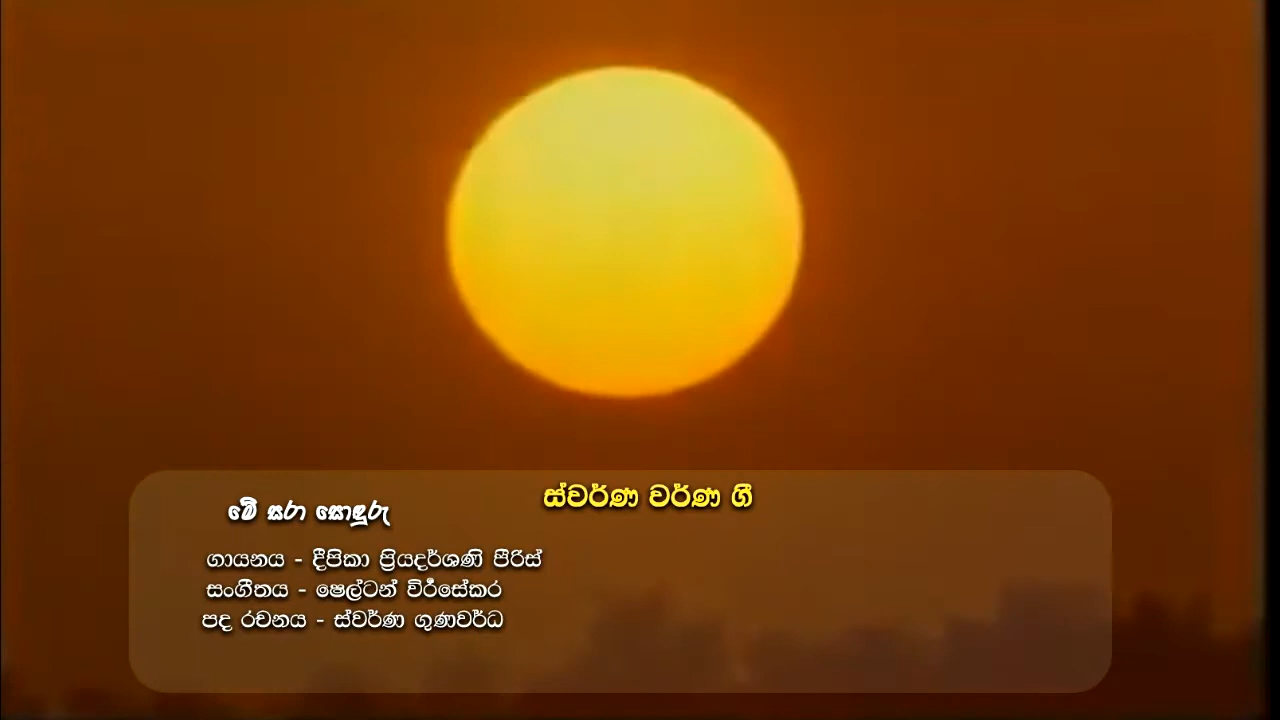 ස්වර්ණ වර්ණ ගී
මේ සරා සොඳුරු
ගායනය - දීපිකා ප්‍රියදර්ශණි පීරිස්
සංගීතය - ෂෙල්ටන් විර්‍සේකර
පද රචනය - ස්වර්ණ ගුණවර්ධ